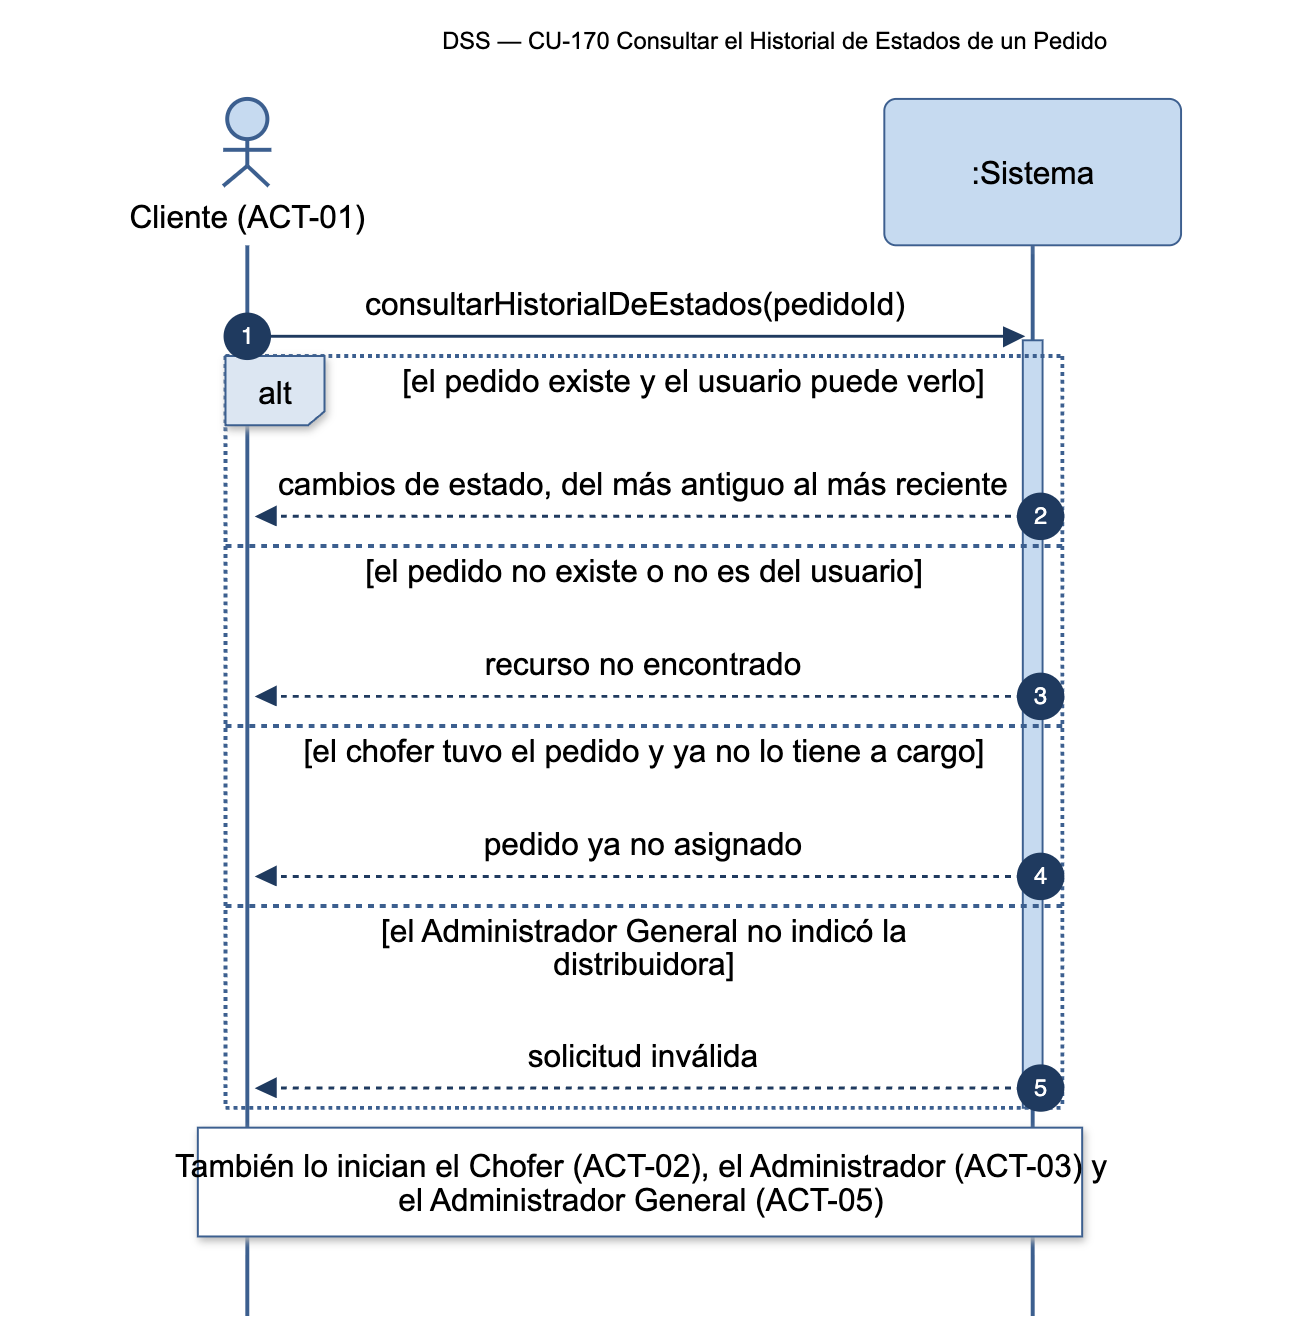 DSS — CU-170 Consultar el Historial de Estados de un Pedido
Cliente (ACT-01)
:Sistema
consultarHistorialDeEstados(pedidoId)
1
alt
[el pedido existe y el usuario puede verlo]
cambios de estado, del más antiguo al más reciente
2
[el pedido no existe o no es del usuario]
recurso no encontrado
3
[el chofer tuvo el pedido y ya no lo tiene a cargo]
pedido ya no asignado
4
[el Administrador General no indicó la
distribuidora]
solicitud inválida
5
También lo inician el Chofer (ACT-02), el Administrador (ACT-03) y
el Administrador General (ACT-05)